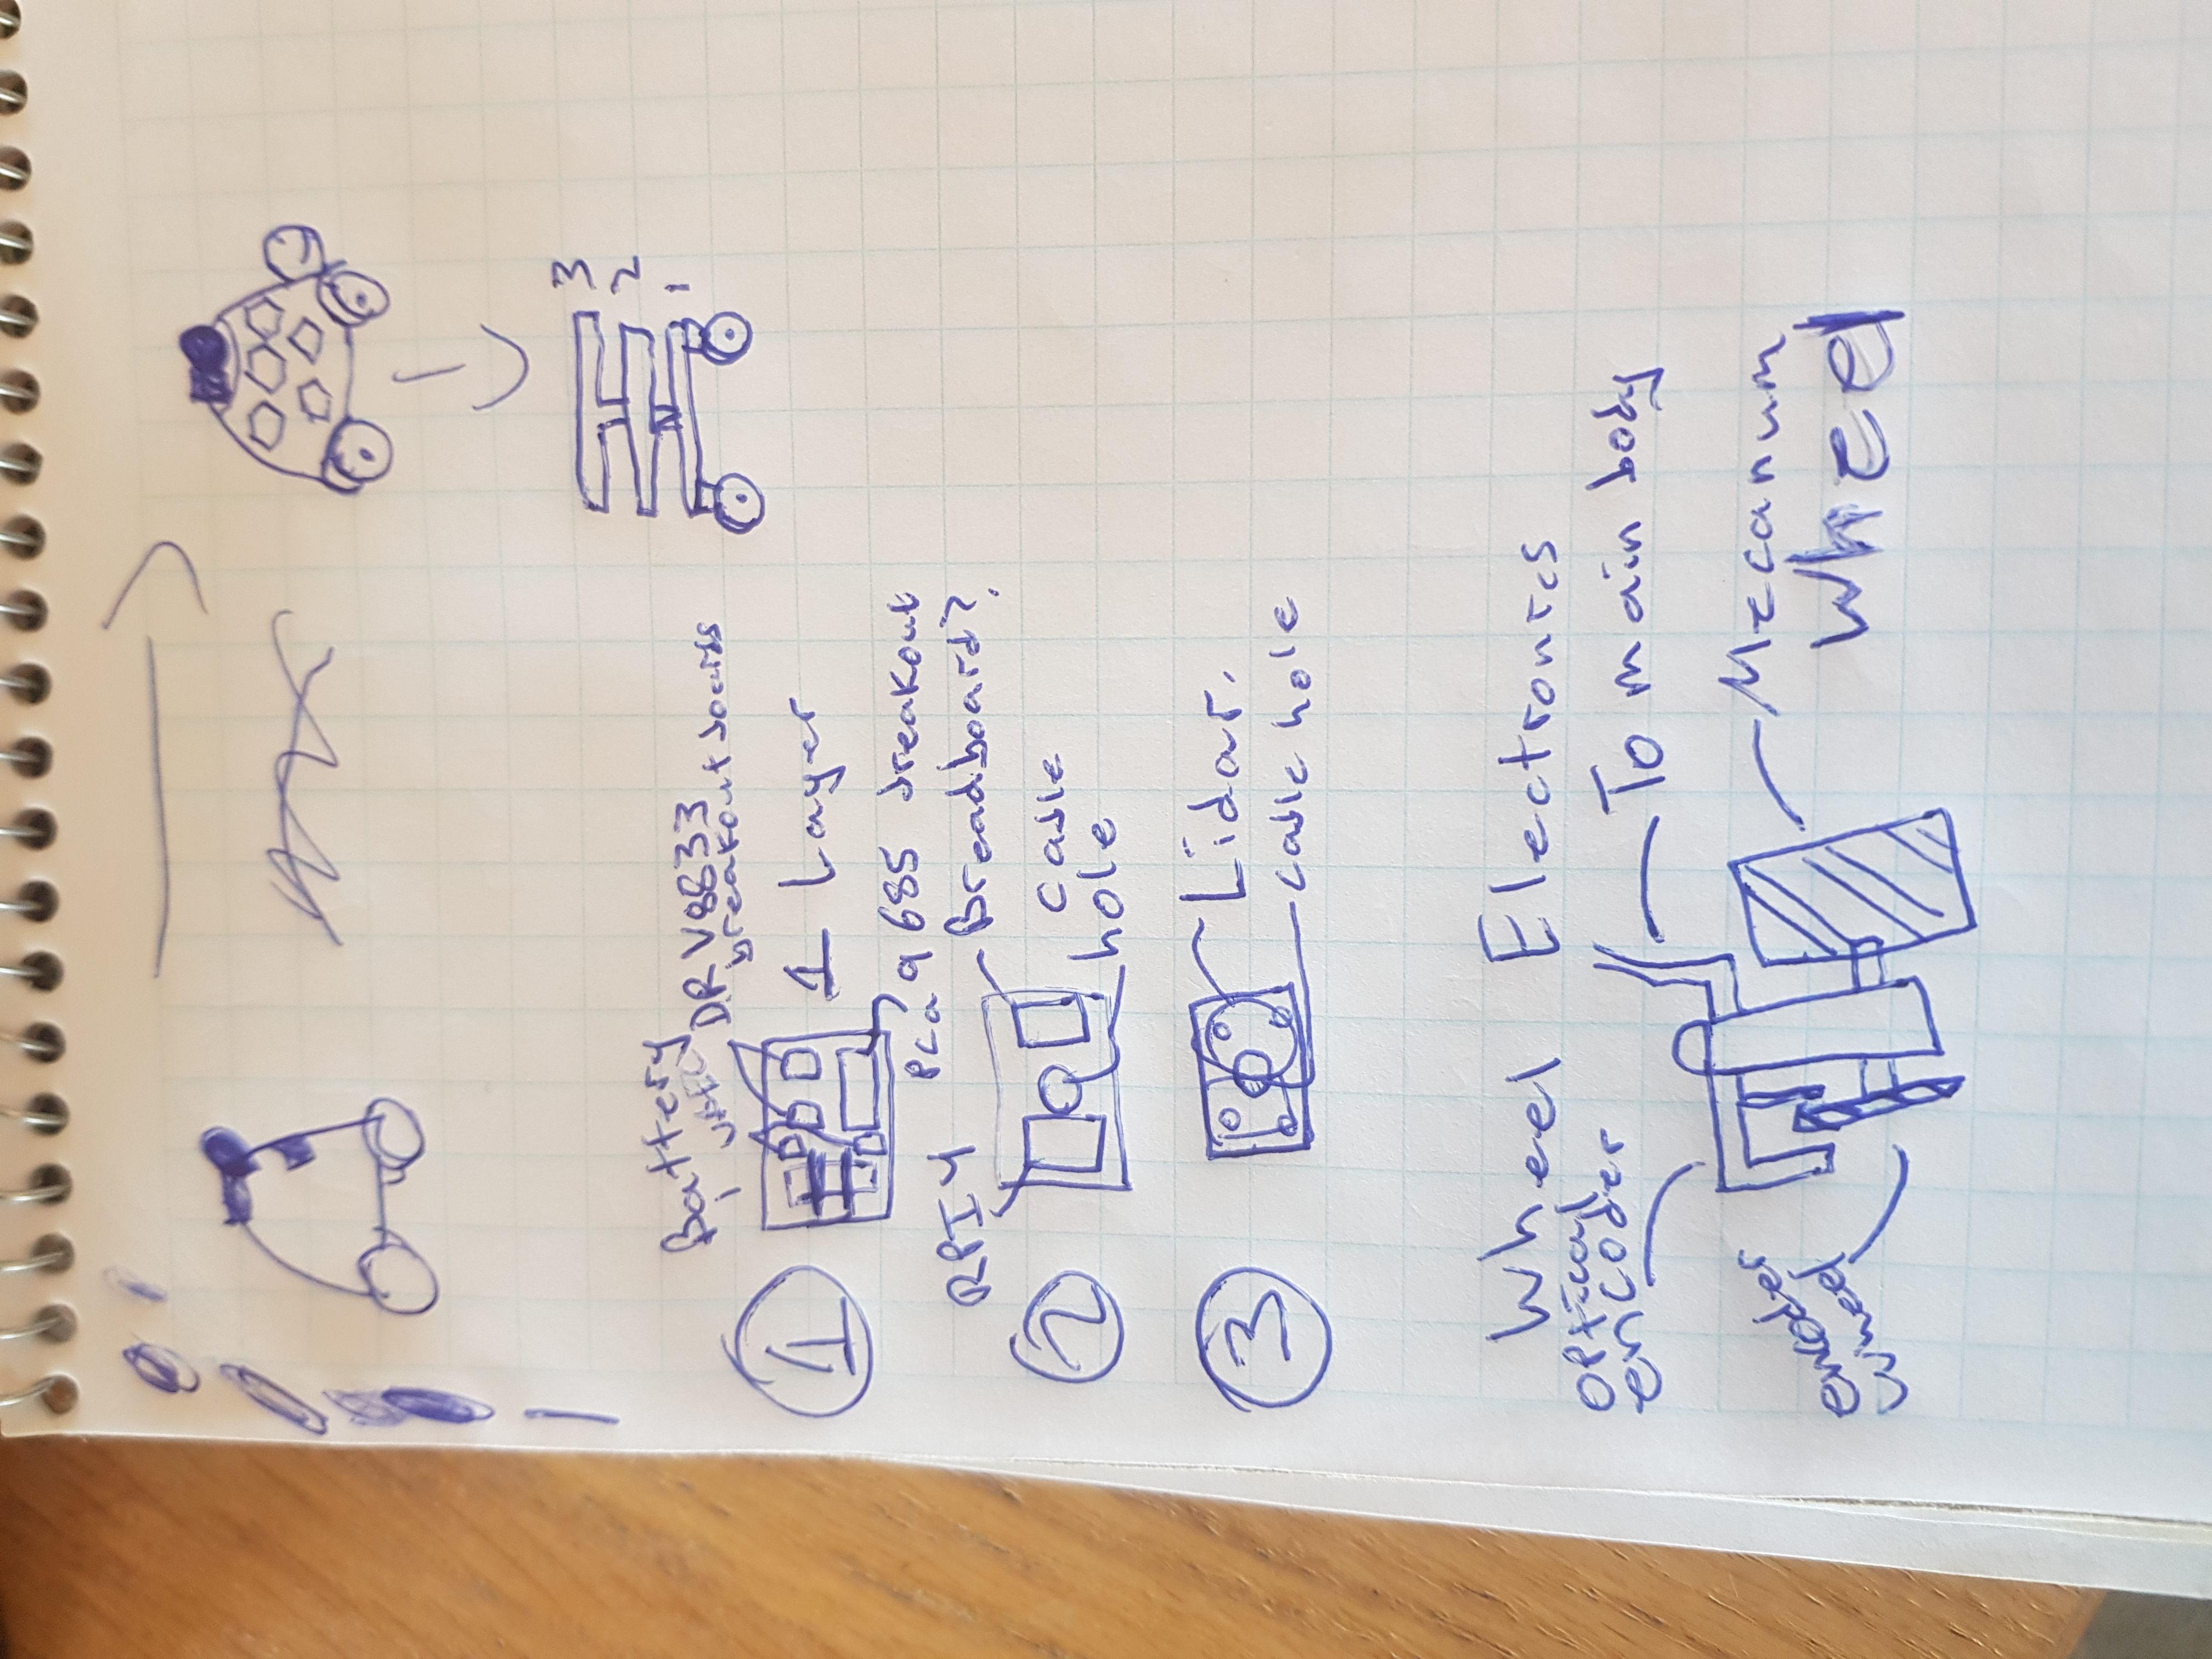 3
2
1
Battery
UBEC
DRV8833
breakout boards
1
1 Layer
PCa9685 breakout
RPI4
Breadboard?
2
cable
hole
3
Lidar.
cable hole
Wheel Electronics
Optical
encoder
To main body
encoder
wheel
Mecanum
Wheel